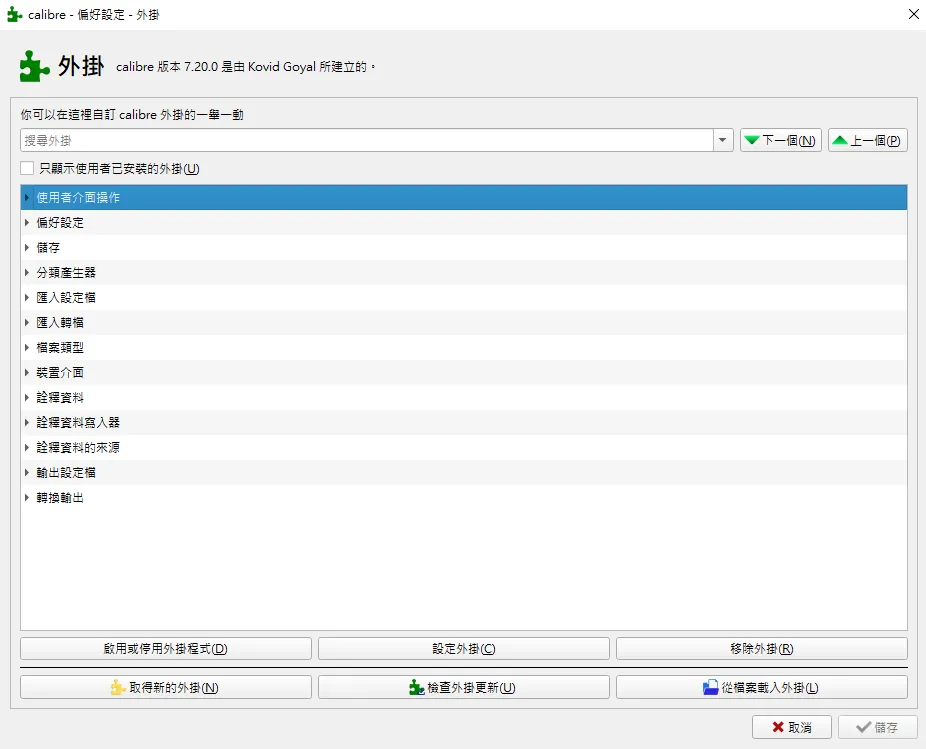 calibre - 偏好設定 - 外掛
外掛 calibre 版本 7.20.0 是由 Kovid Goyal 所建立的。
你可以在這裡自訂 calibre 外掛的一舉一動
搜尋外掛 下一個(N) 上一個(P)
只顯示使用者已安裝的外掛(U)
使用者介面操作
偏好設定
儲存
分類產生器
匯入設定檔
匯入轉檔
檔案類型
裝置介面
詮釋資料
詮釋資料寫入器
詮釋資料的來源
輸出設定檔
轉換輸出
啟用或停用外掛程式(D) 設定外掛(C) 移除外掛(R)
取得新的外掛(N) 檢查外掛更新(U) 從檔案載入外掛(L)
取消 儲存